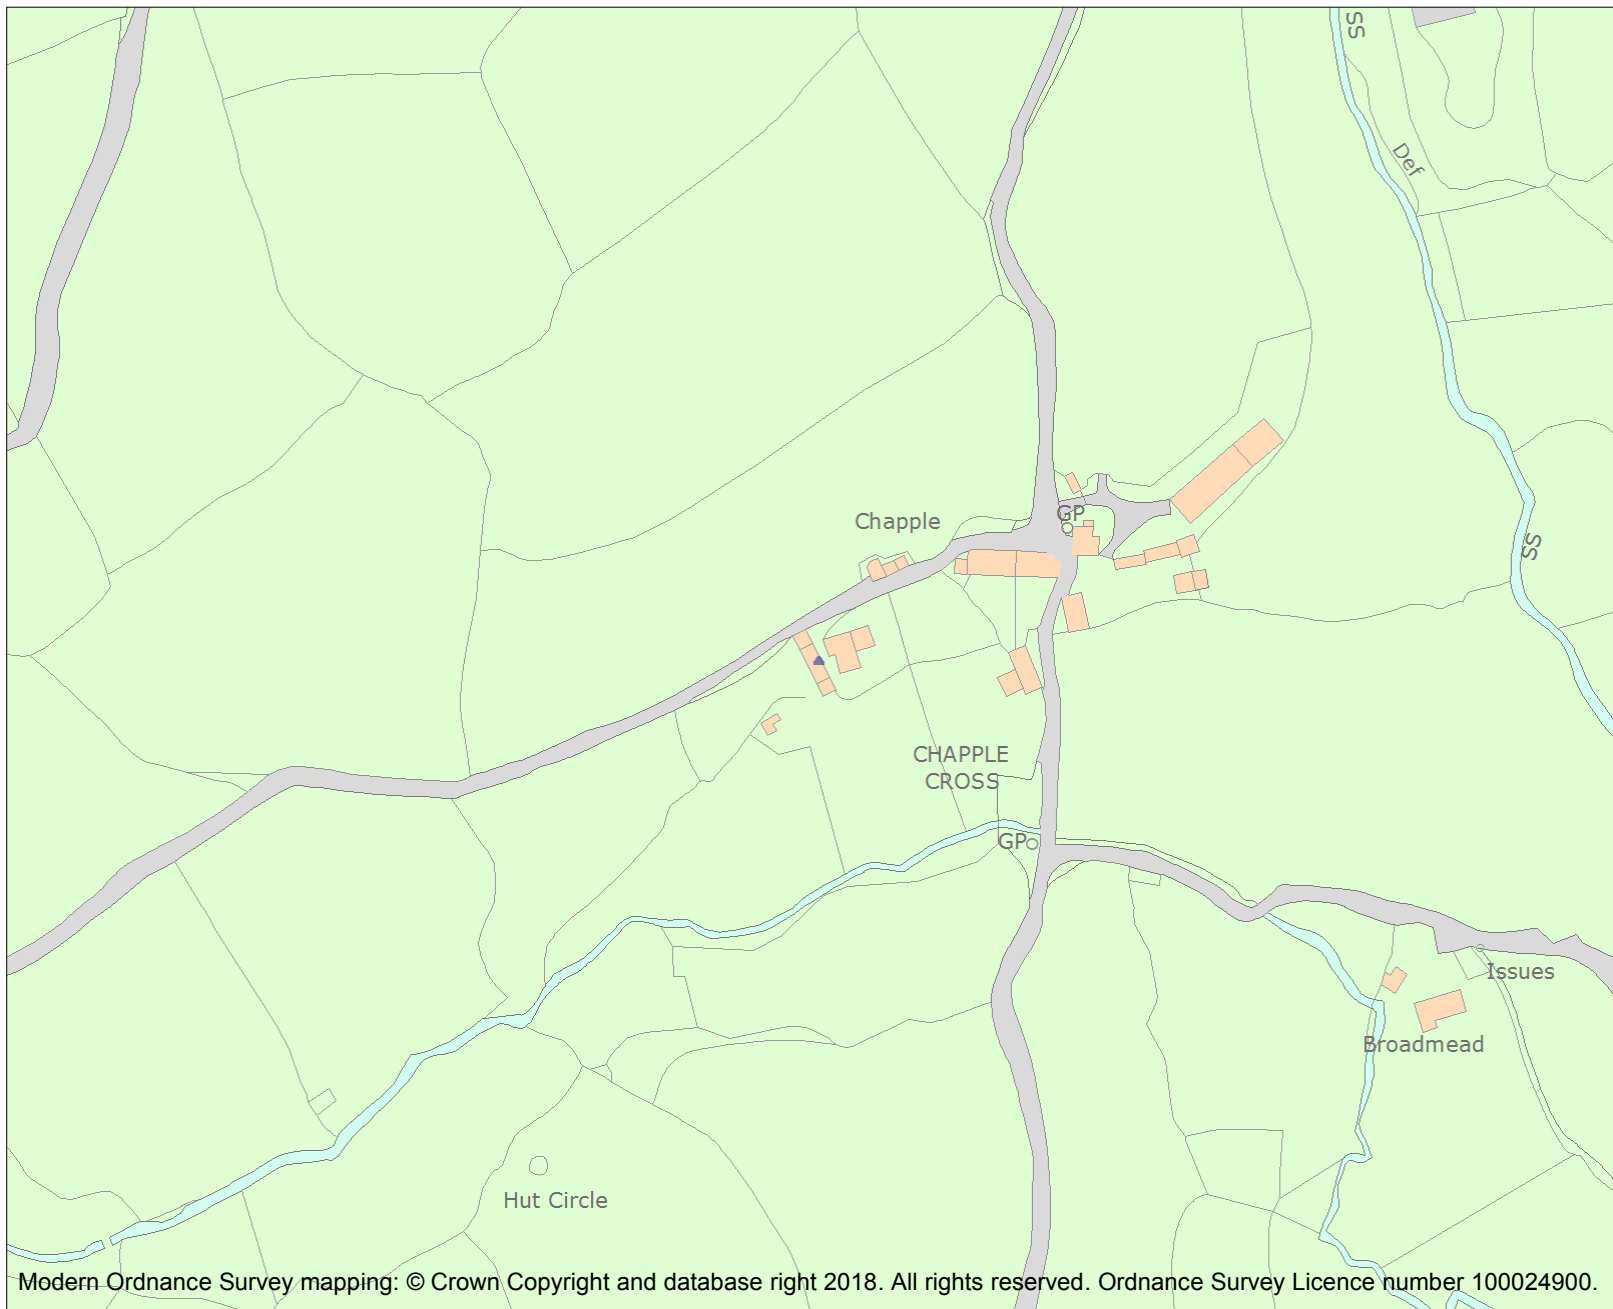 SS
Def
GP
Chapple
SS
CHAPPLE
CROSS
GP
Issues
Broadmead
Hut Circle
Modern Ordnance Survey mapping: © Crown Copyright and database right 2018. All rights reserved. Ordnance Survey Licence number 100024900.